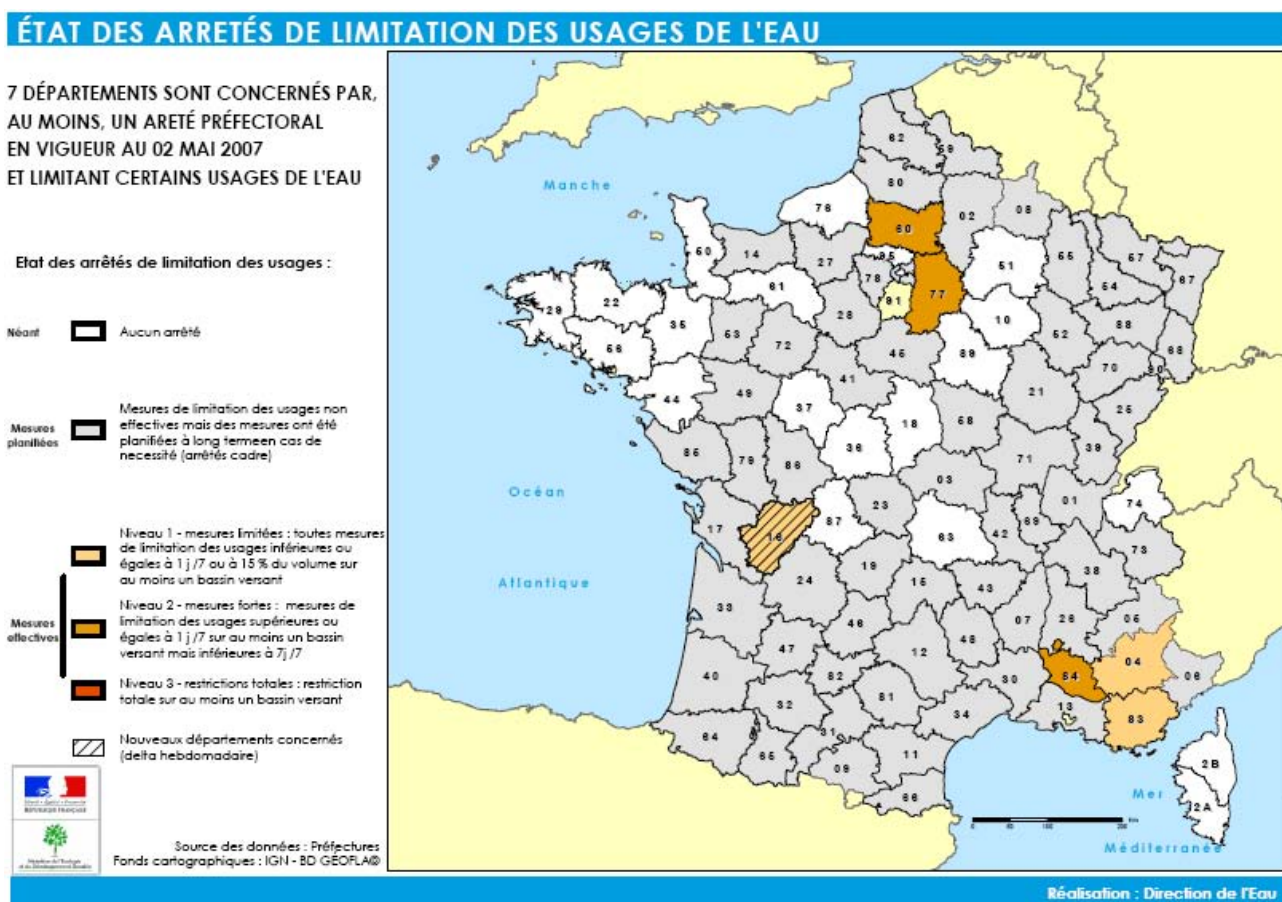 ÉTAT DES ARRETÉS DE LIMITATION DES USAGES DE L'EAU
7 DÉPARTEMENTS SONT CONCERNÉS PAR,
AU MOINS, UN ARETÉ PRÉFECTORAL
EN VIGUEUR AU 02 MAI 2007
ET LIMITANT CERTAINS USAGES DE L'EAU
Etat des arrêtés de limitation des usages :
Néant
Aucun arrêté
Mesures
planifiées
Mesures de limitation des usages non
effectives mais des mesures ont été
planifiées à long termeen cas de
necessité (arrêtés cadre)
Mesures
effectives
Niveau 1 - mesures limitées : toutes mesures
de limitation des usages inférieures ou
égales à 1 j /7 ou à 15 % du volume sur
au moins un bassin versant
Niveau 2 - mesures fortes : mesures de
limitation des usages supérieures ou
égales à 1 j /7 sur au moins un bassin
versant mais inférieures à 7j /7
Niveau 3 - restrictions totales : restriction
totale sur au moins un bassin versant
Nouveaux départements concernés
(delta hebdomadaire)
RÉPUBLIQUE FRANÇAISE
Source des données : Préfectures
Fonds cartographiques : IGN - BD GÉOFLA©
Manche
Océan
Atlantique
Mer
Méditerranée
62
59
80
76
60
02
08
50
14
27
95
78
51
55
57
54
67
61
91
77
29
22
35
53
28
10
52
88
68
56
72
45
89
70
90
44
49
41
21
25
37
18
58
39
36
85
79
86
71
03
01
74
17
16
87
23
63
42
69
73
24
19
15
43
38
33
46
48
07
26
05
47
12
84
04
06
40
82
30
13
83
32
81
34
64
65
31
09
11
66
2B
2A
Réalisation : Direction de l'Eau